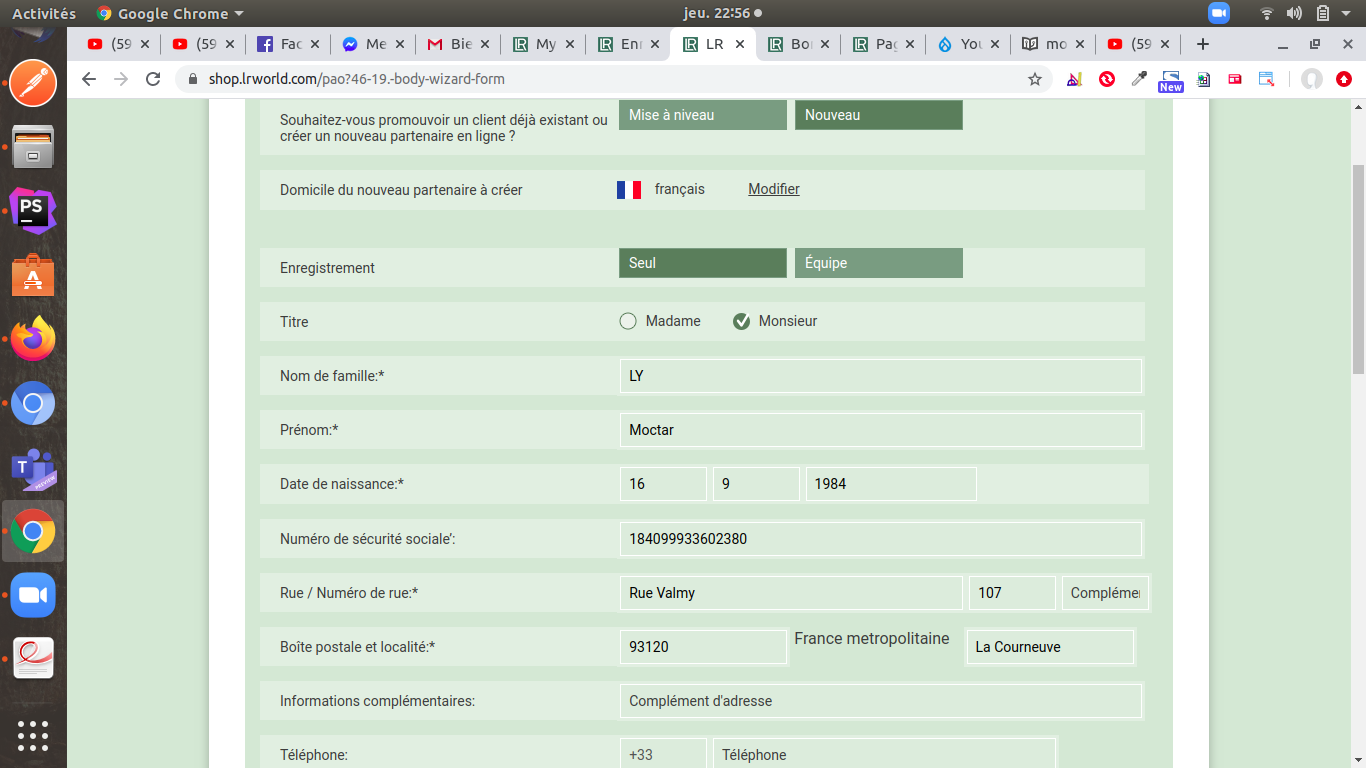 Activités Google Chrome jeu. 22:56
(59 (59 Fac Me Bie My Enr LR Bor Pag You mo (59
shop.lrworld.com/pao?46-19.-body-wizard-form
New
Souhaitez-vous promouvoir un client déjà existant ou
créer un nouveau partenaire en ligne ?
Mise à niveau Nouveau
Domicile du nouveau partenaire à créer français Modifier
Enregistrement Seul Équipe
Titre Madame Monsieur
Nom de famille:* LY
Prénom:* Moctar
Date de naissance:* 16 9 1984
Numéro de sécurité sociale': 184099933602380
Rue / Numéro de rue:* Rue Valmy 107 Complémen
Boîte postale et localité:* 93120 France metropolitaine La Courneuve
Informations complémentaires: Complément d'adresse
Téléphone: +33 Téléphone
PS
T
PREVIEW